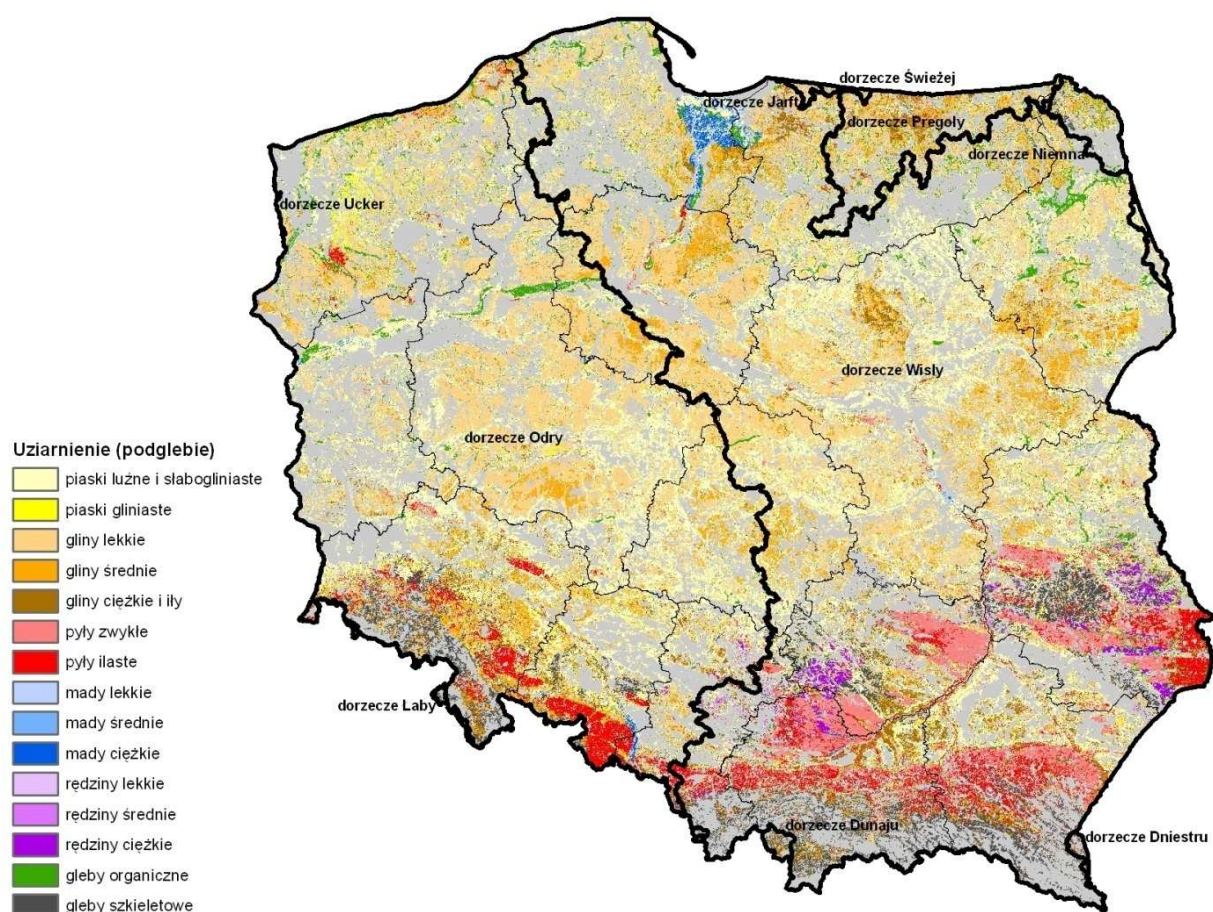 dorzecze Świeżej
dorzecze Jarft
dorzecze Pregoły
dorzecze Niemna
dorzecze Ucker
dorzecze Wisły
dorzecze Odry
Uziarnienie (podglebie)
piaski luźne i słabogliniaste
piaski gliniaste
gliny lekkie
gliny średnie
gliny ciężkie i iły
pyły zwykłe
pyły ilaste
mady lekkie
mady średnie
mady ciężkie
rędziny lekkie
rędziny średnie
rędziny ciężkie
gleby organiczne
gleby szkieletowe
dorzecze Łaby
dorzecze Dunaju
dorzecze Dniestru